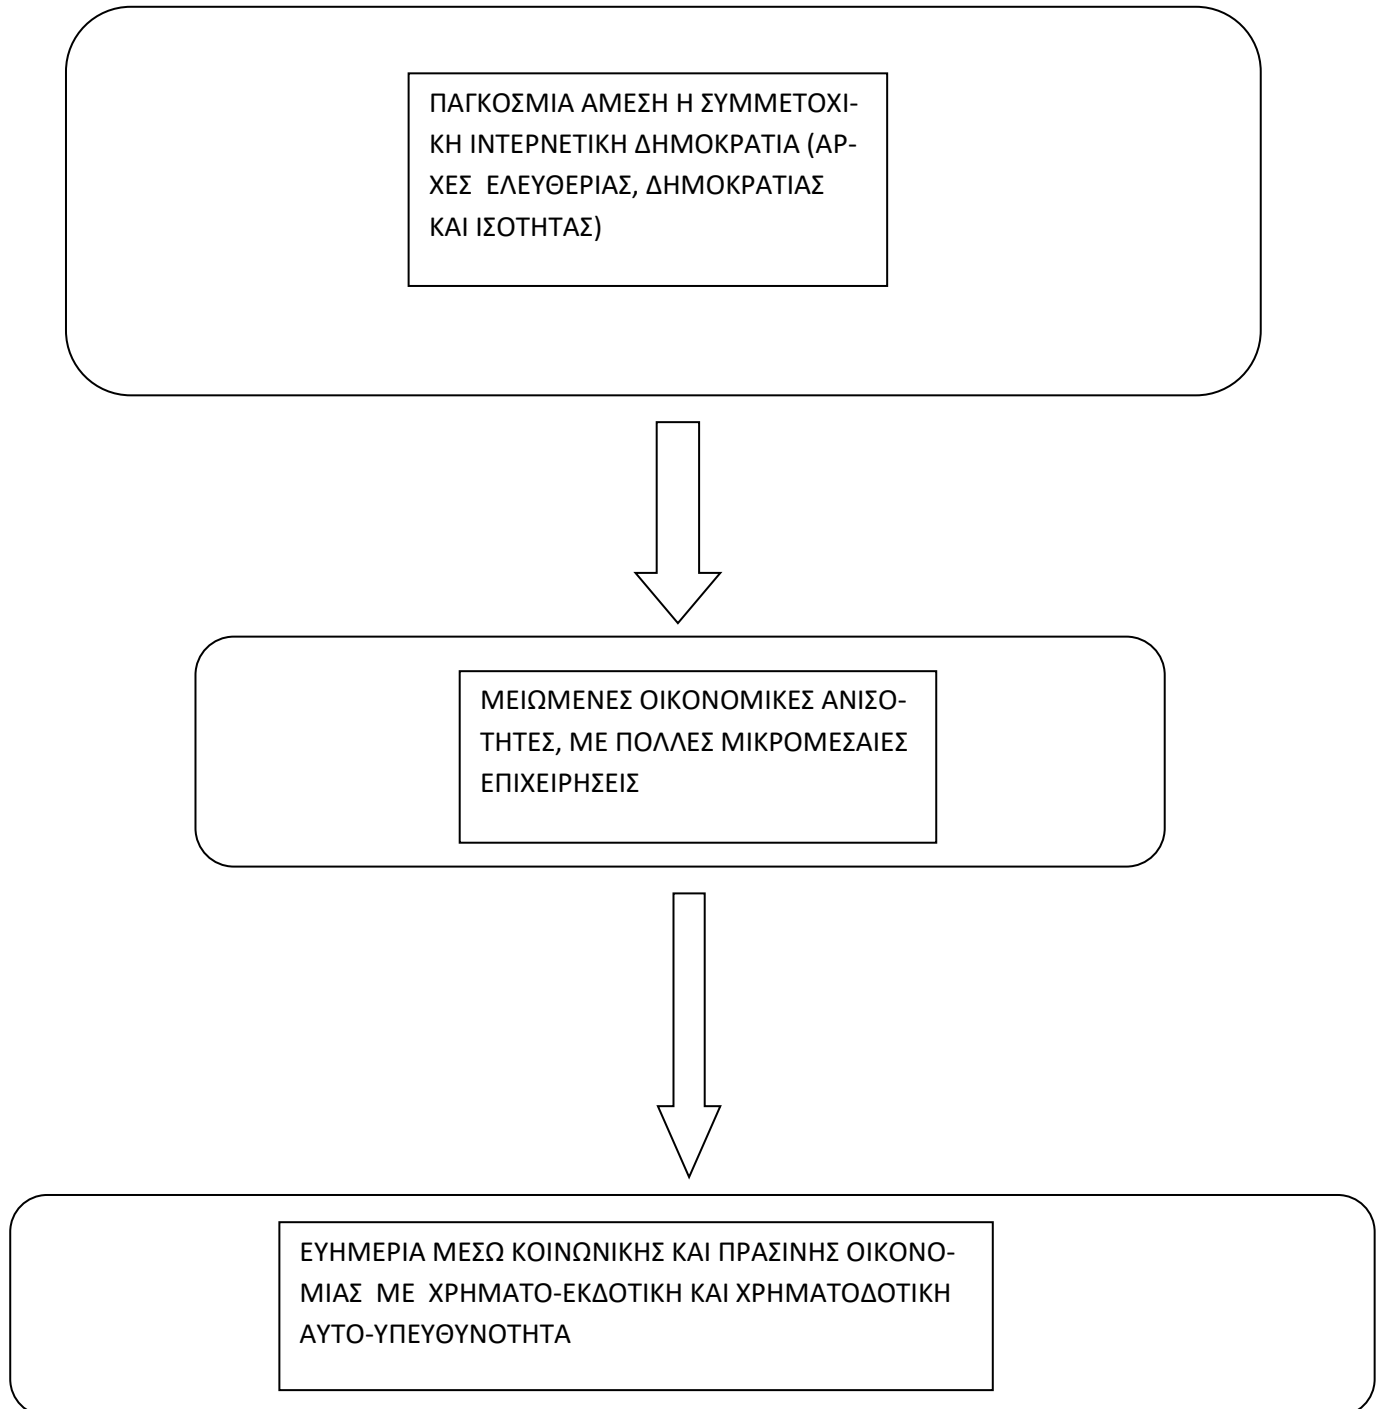 ΠΑΓΚΟΣΜΙΑ ΑΜΕΣΗ Η ΣΥΜΜΕΤΟΧΙ-
ΚΗ ΙΝΤΕΡΝΕΤΙΚΗ ΔΗΜΟΚΡΑΤΙΑ (ΑΡ-
ΧΕΣ  ΕΛΕΥΘΕΡΙΑΣ, ΔΗΜΟΚΡΑΤΙΑΣ
ΚΑΙ ΙΣΟΤΗΤΑΣ)
ΜΕΙΩΜΕΝΕΣ ΟΙΚΟΝΟΜΙΚΕΣ ΑΝΙΣΟ-
ΤΗΤΕΣ, ΜΕ ΠΟΛΛΕΣ ΜΙΚΡΟΜΕΣΑΙΕΣ
ΕΠΙΧΕΙΡΗΣΕΙΣ
ΕΥΗΜΕΡΙΑ ΜΕΣΩ ΚΟΙΝΩΝΙΚΗΣ ΚΑΙ ΠΡΑΣΙΝΗΣ ΟΙΚΟΝΟ-
ΜΙΑΣ  ΜΕ  ΧΡΗΜΑΤΟ-ΕΚΔΟΤΙΚΗ ΚΑΙ ΧΡΗΜΑΤΟΔΟΤΙΚΗ
ΑΥΤΟ-ΥΠΕΥΘΥΝΟΤΗΤΑ